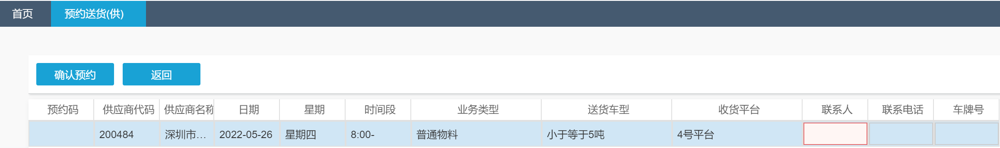 首页 预约送货(供)
确认预约 返回
预约码 供应商代码 供应商名称 日期 星期 时间段 业务类型 送货车型 收货平台 联系人 联系电话 车牌号
200484 深圳市... 2022-05-26 星期四 8:00- 普通物料 小于等于5吨 4号平台